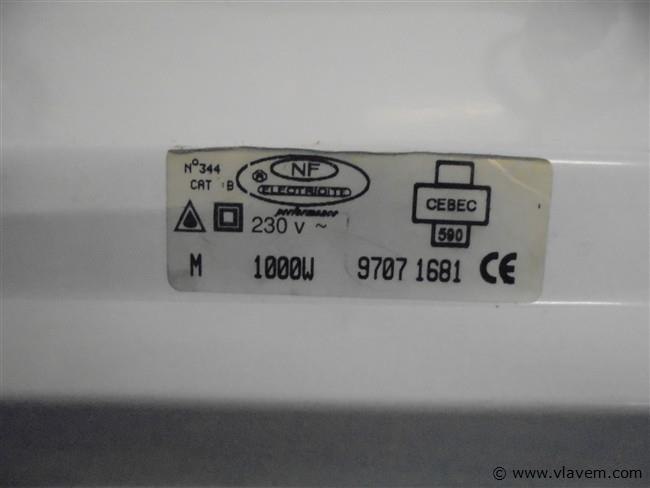 N°344
CAT B
NF
ELECTRICITE
performance
CEBEC
590
230 V ~
M 1000W 9707 1681 CE
© www.vlavem.com